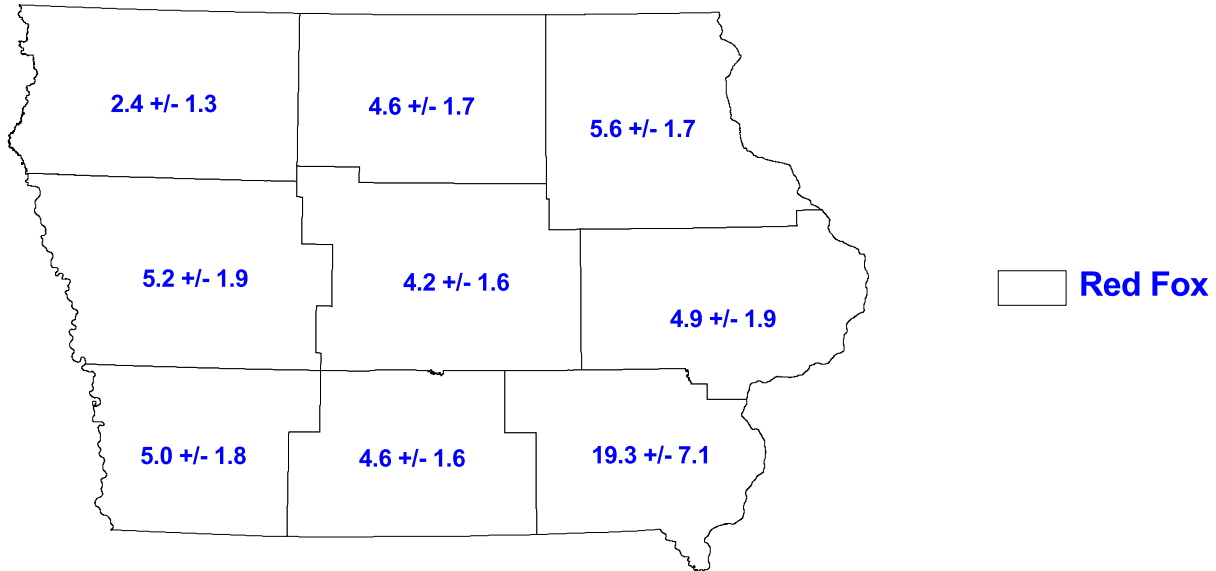 2.4 +/- 1.3
4.6 +/- 1.7
5.6 +/- 1.7
5.2 +/- 1.9
4.2 +/- 1.6
4.9 +/- 1.9
Red Fox
5.0 +/- 1.8
4.6 +/- 1.6
19.3 +/- 7.1